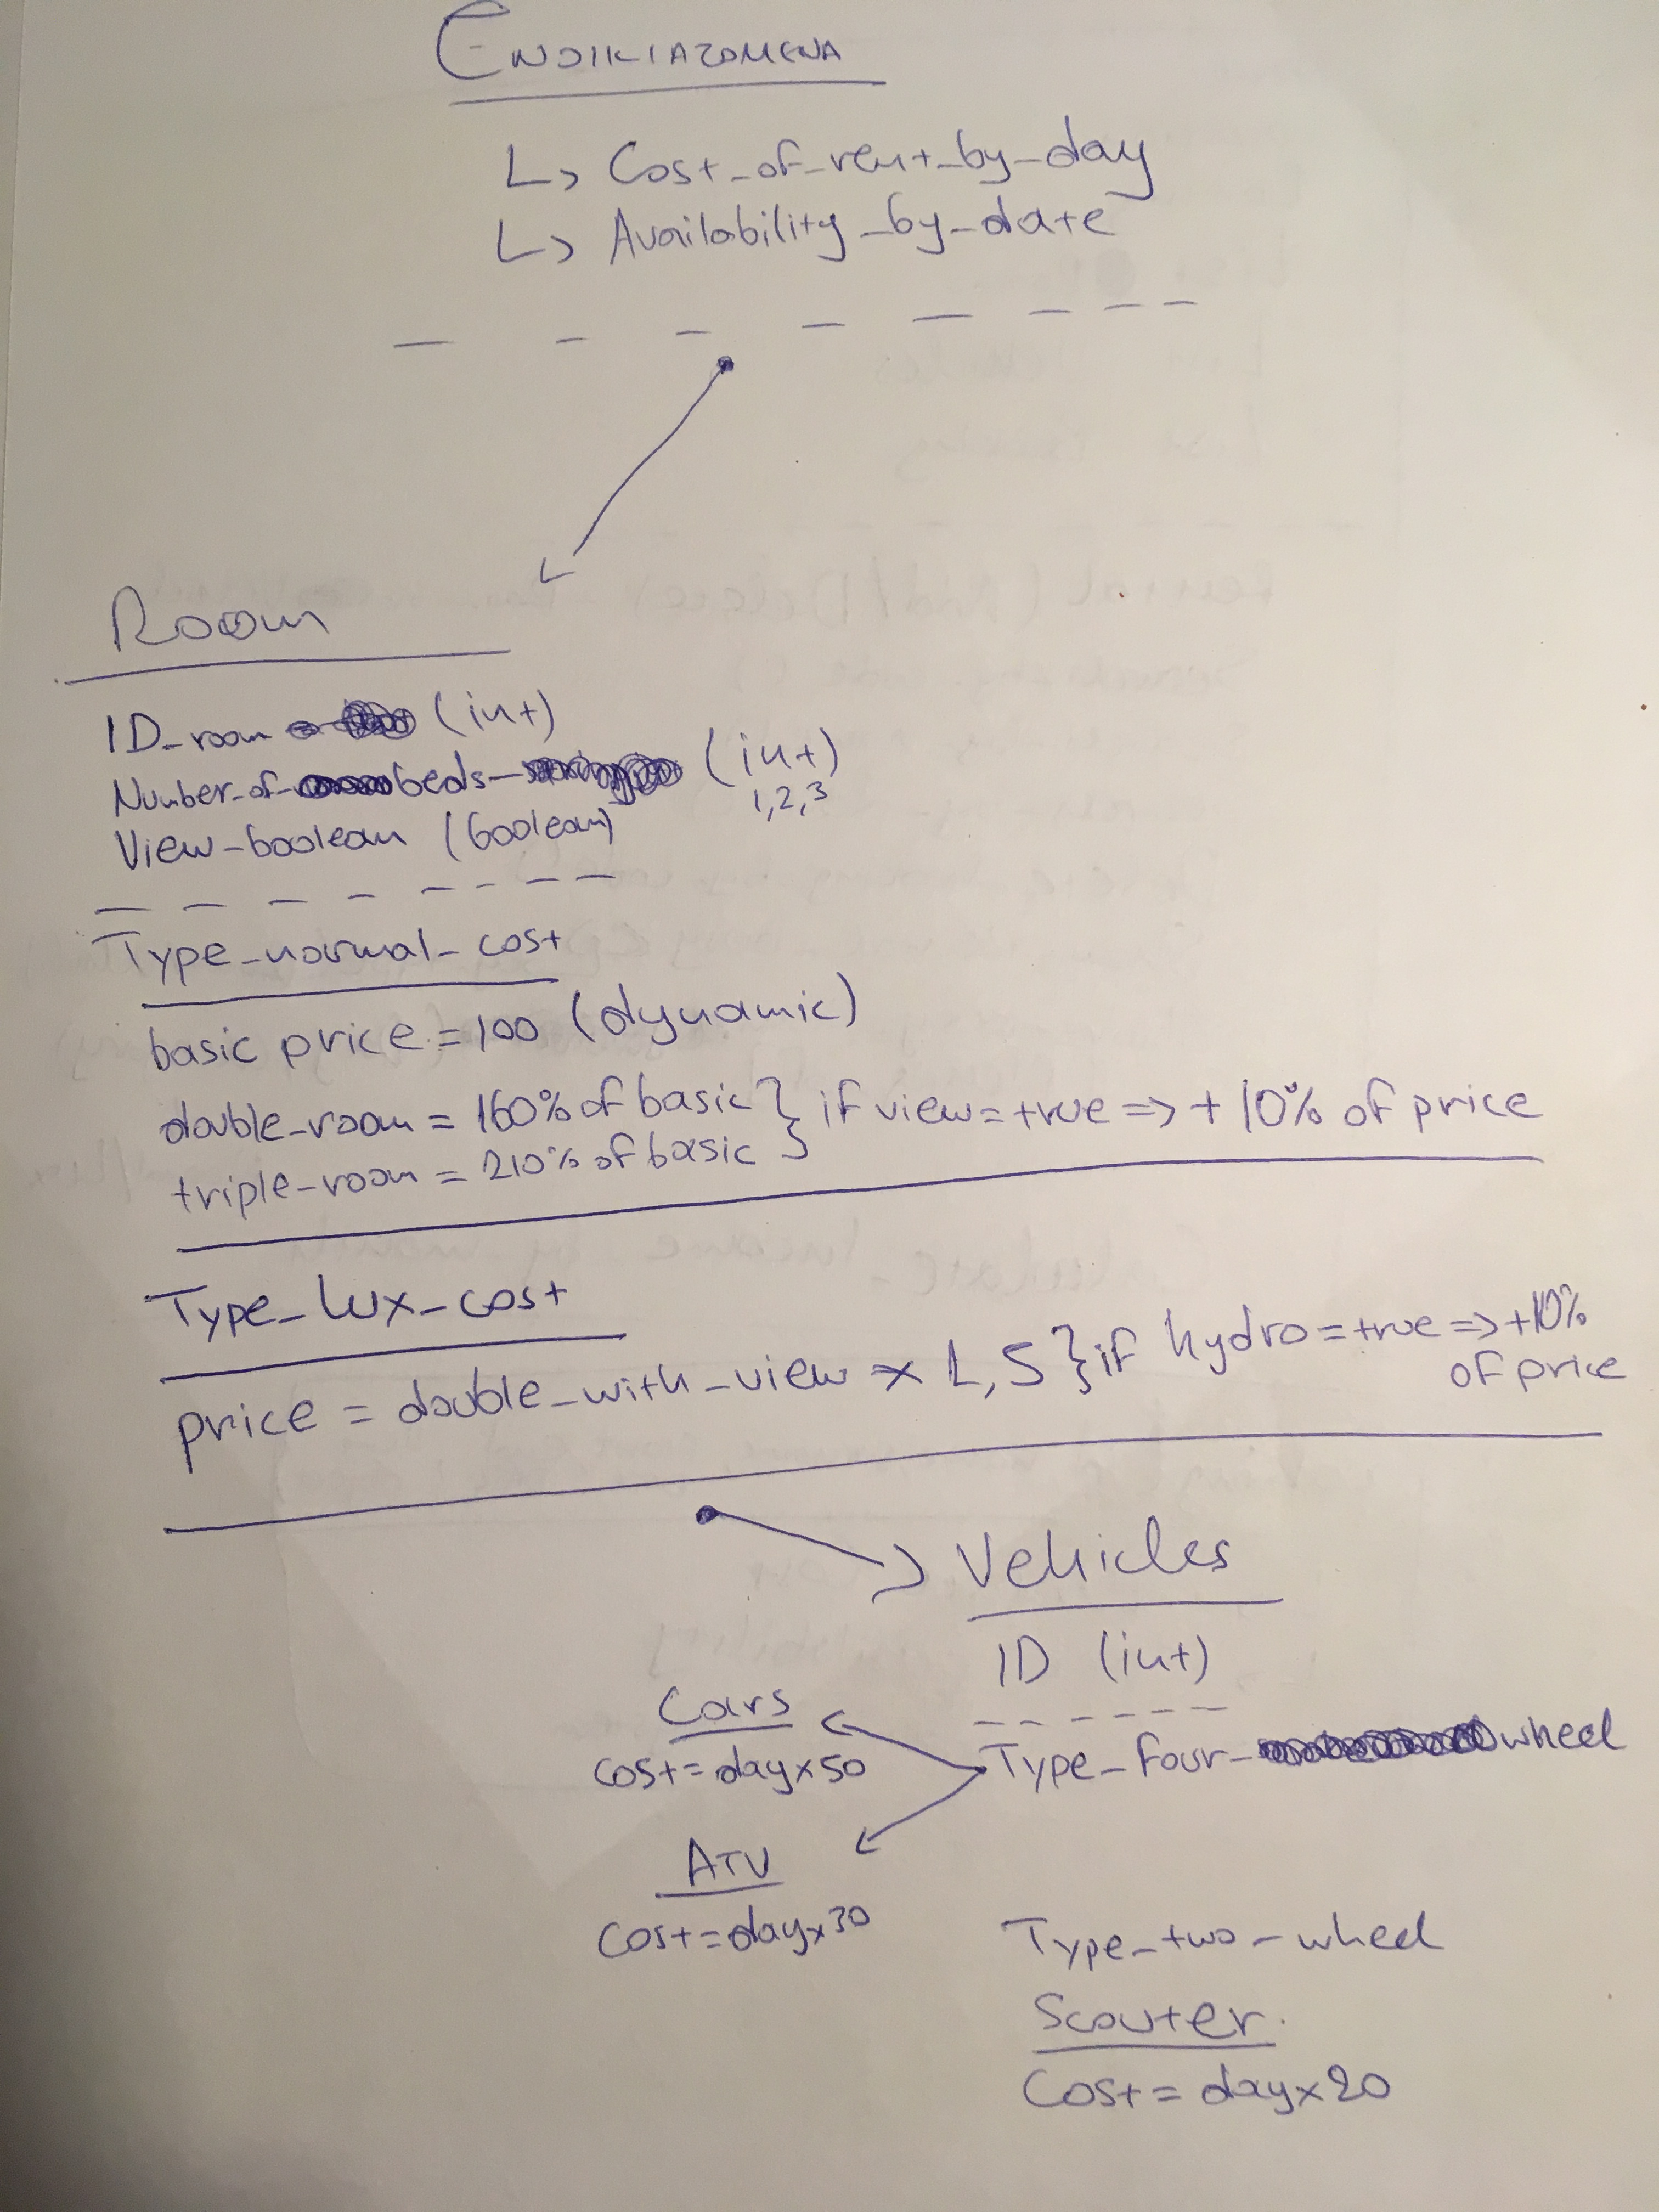 Ενοικιαζόμενα
↳ Cost_of_rent_by_day
↳ Availability_by_date
Room
ID_room (int)
Number_of_beds_ (int)
1,2,3
View_boolean (boolean)
Type_normal_cost
basic price = 100 (dynamic)
double_room = 160% of basic } if view = true => + 10% of price
triple_room = 210% of basic }
Type_lux_cost
price = double_with_view x 1,5 } if hydro = true => +10%
of price
Vehicles
ID (int)
Type_four_wheel
Cars
cost = day x 50
ATV
Cost = day x 30
Type_two_wheel
Scouter
Cost = day x 20